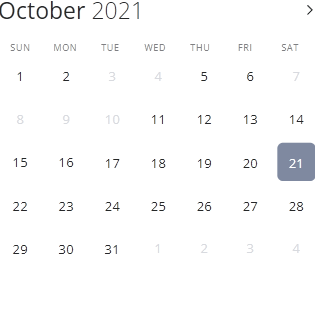 October 2021
SUN MON TUE WED THU FRI SAT
1 2 3 4 5 6 7
8 9 10 11 12 13 14
15 16 17 18 19 20 21
22 23 24 25 26 27 28
29 30 31 1 2 3 4